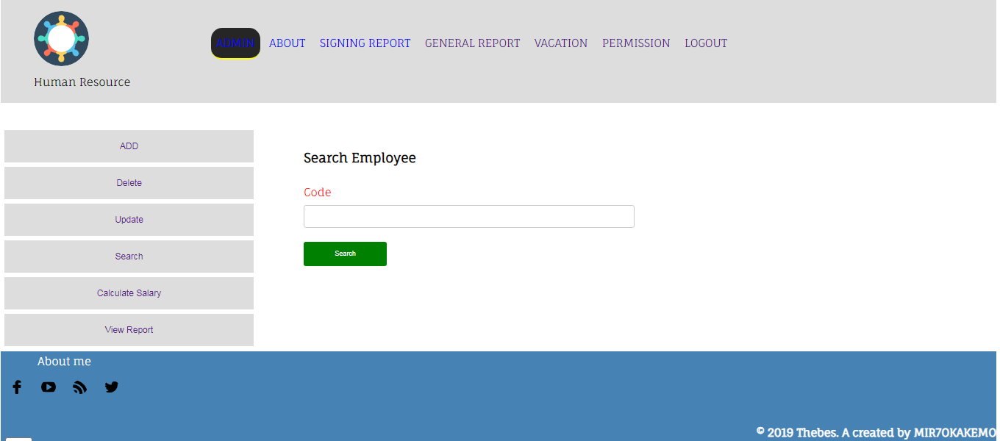 ADMIN ABOUT SIGNING REPORT GENERAL REPORT VACATION PERMISSION LOGOUT
Human Resource
ADD
Delete
Update
Search
Calculate Salary
View Report
Search Employee
Code
Search
About me
© 2019 Thebes. A created by MIR7OKAKEMO